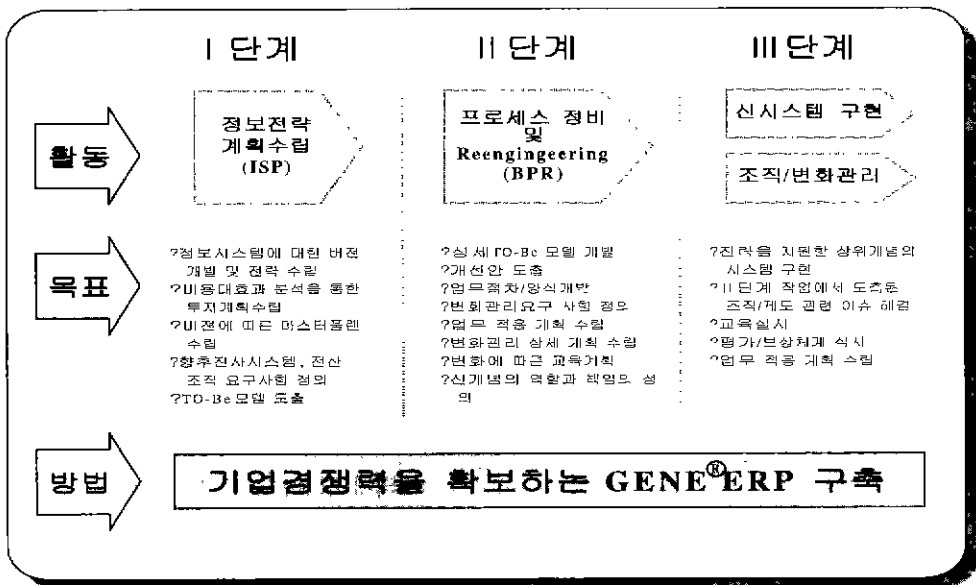 I 단계
II 단계
III 단계
활동
정보전략
계획수립
(ISP)
프로세스 정비
및
Reengingeering
(BPR)
신시스템 구현
조직/변화관리
목표
?정보시스템에 대한 버전
개발 및 전략 수립
?비용대효과 분석을 통한
투자계획수립
?비전에 따른 마스터플랜
수립
?향후전사시스템, 전산
조직 요구사항 정의
?TO-Be 모델 도출
?상세 TO-Be 모델 개발
?개선안 도출
?업무절차/양식개발
?변화관리요구 사항 정의
?업무 적용 계획 수립
?변화관리 상세 계획 수립
?변화에 따른 교육계획
?신개념의 역할과 책임의 정
의
?전략을 지원할 상위개념의
시스템 구현
?II단계 작업에서 도출된
조직/제도 관련 이슈 해결
?교육실시
?평가/보상체계
?업무 적용 계획 수립
방법
기업경쟁력을 확보하는 GENE®ERP 구축